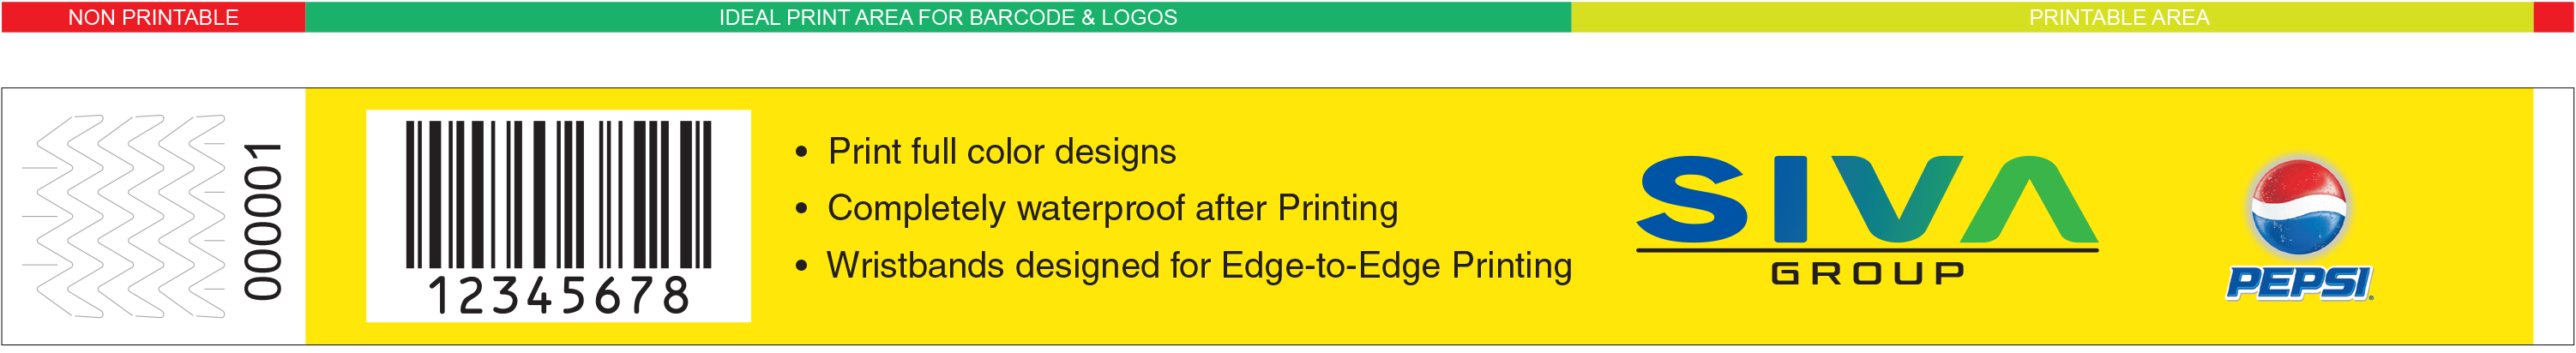 NON PRINTABLE
IDEAL PRINT AREA FOR BARCODE & LOGOS
PRINTABLE AREA
000001
12345678
• Print full color designs
• Completely waterproof after Printing
• Wristbands designed for Edge-to-Edge Printing
SIVA
GROUP
PEPSI